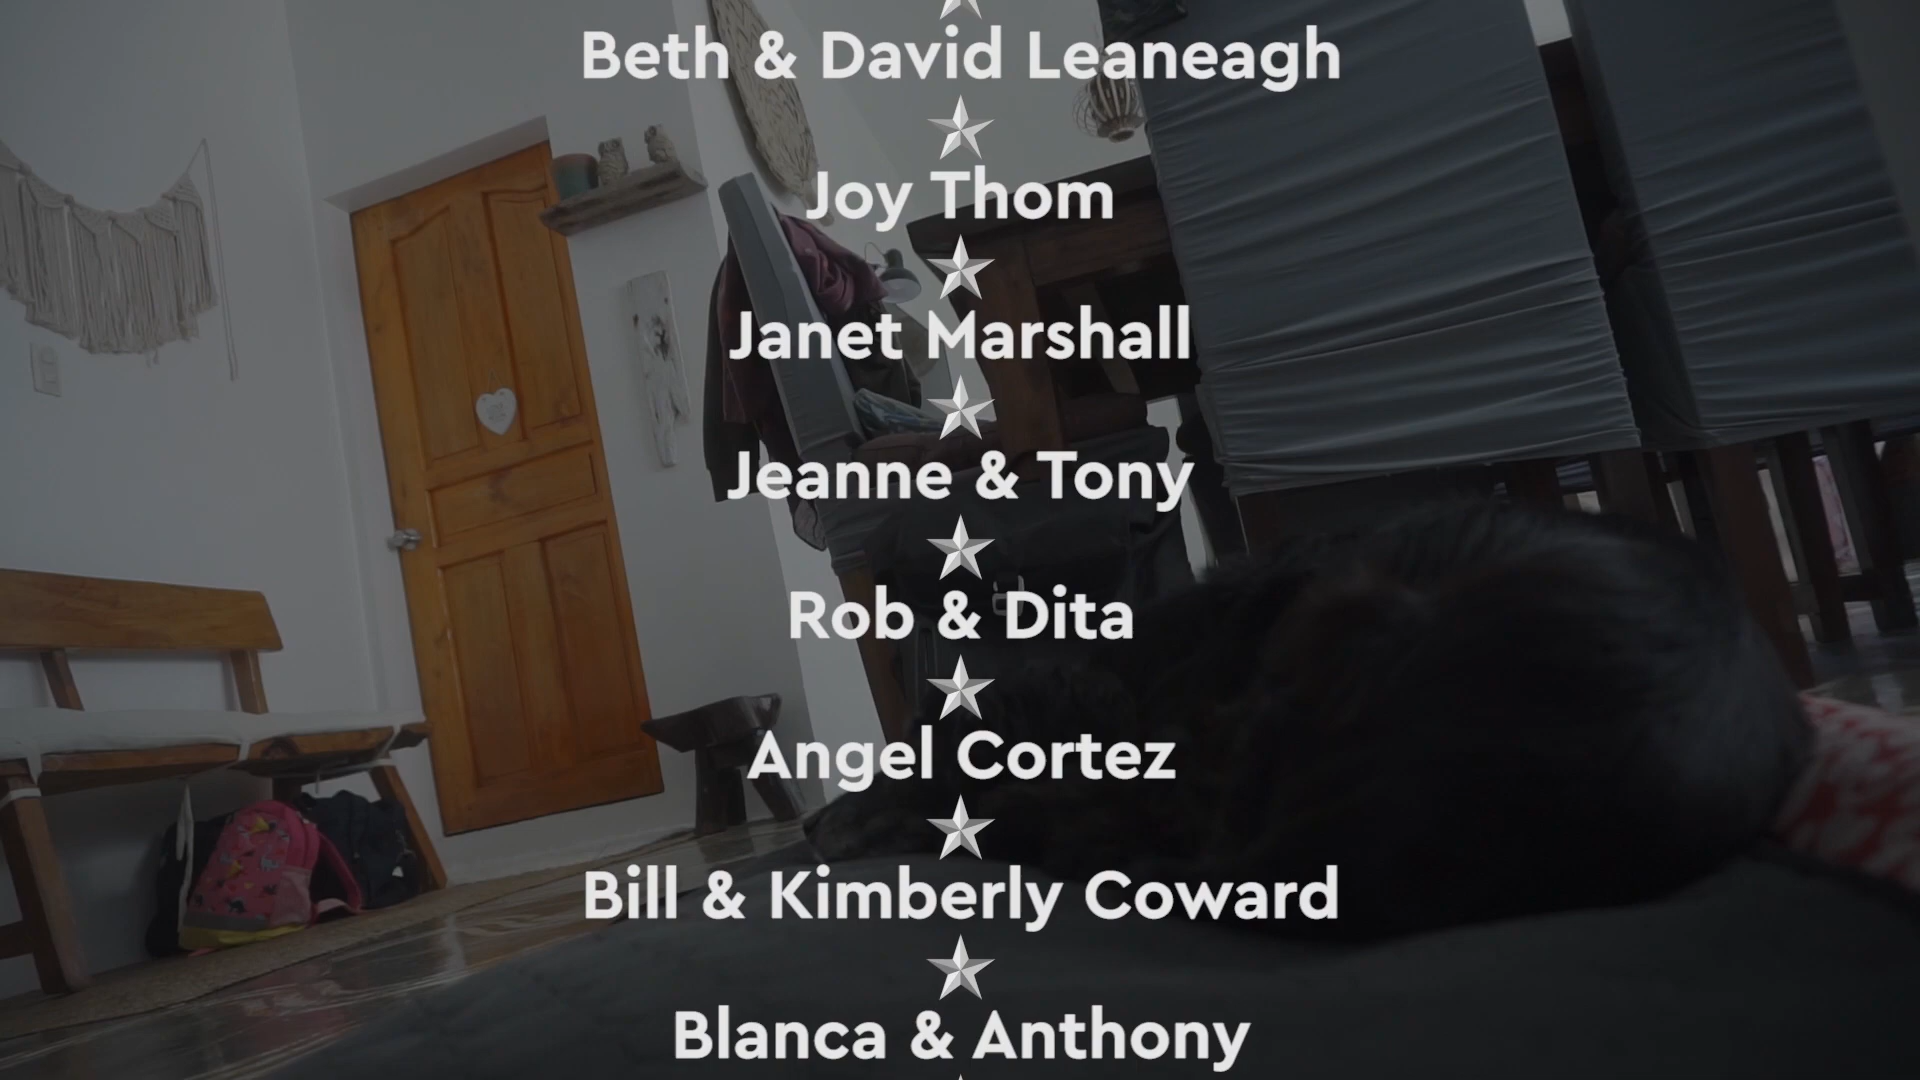 Beth & David Leaneagh
Joy Thom
Janet Marshall
Jeanne & Tony
Rob & Dita
Angel Cortez
Bill & Kimberly Coward
Blanca & Anthony